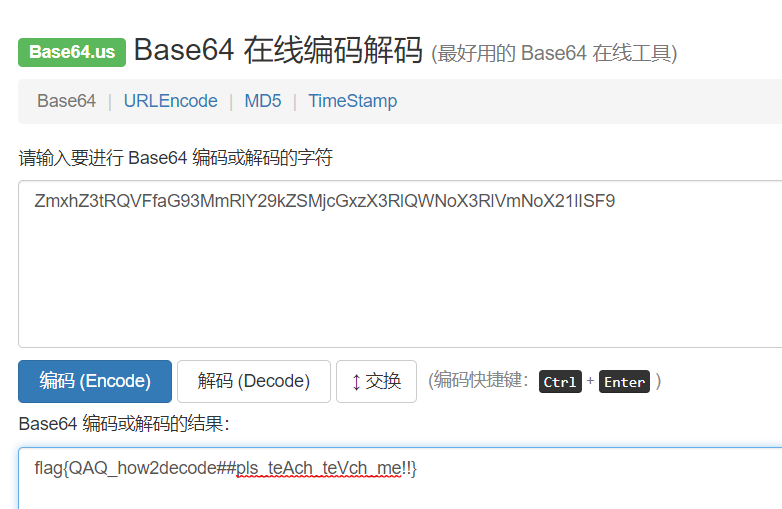 Base64.us Base64 在线编码解码 (最好用的 Base64 在线工具)
Base64 | URLEncode | MD5 | TimeStamp
请输入要进行 Base64 编码或解码的字符
ZmxhZ3tRQVFfaG93MmRlY29kZSMjcGxzX3RlQWNoX3RlVmNoX21lISF9
编码 (Encode) 解码 (Decode) ↕ 交换 (编码快捷键: Ctrl + Enter )
Base64 编码或解码的结果:
flag{QAQ_how2decode##pls_teAch_teVch_me!!}